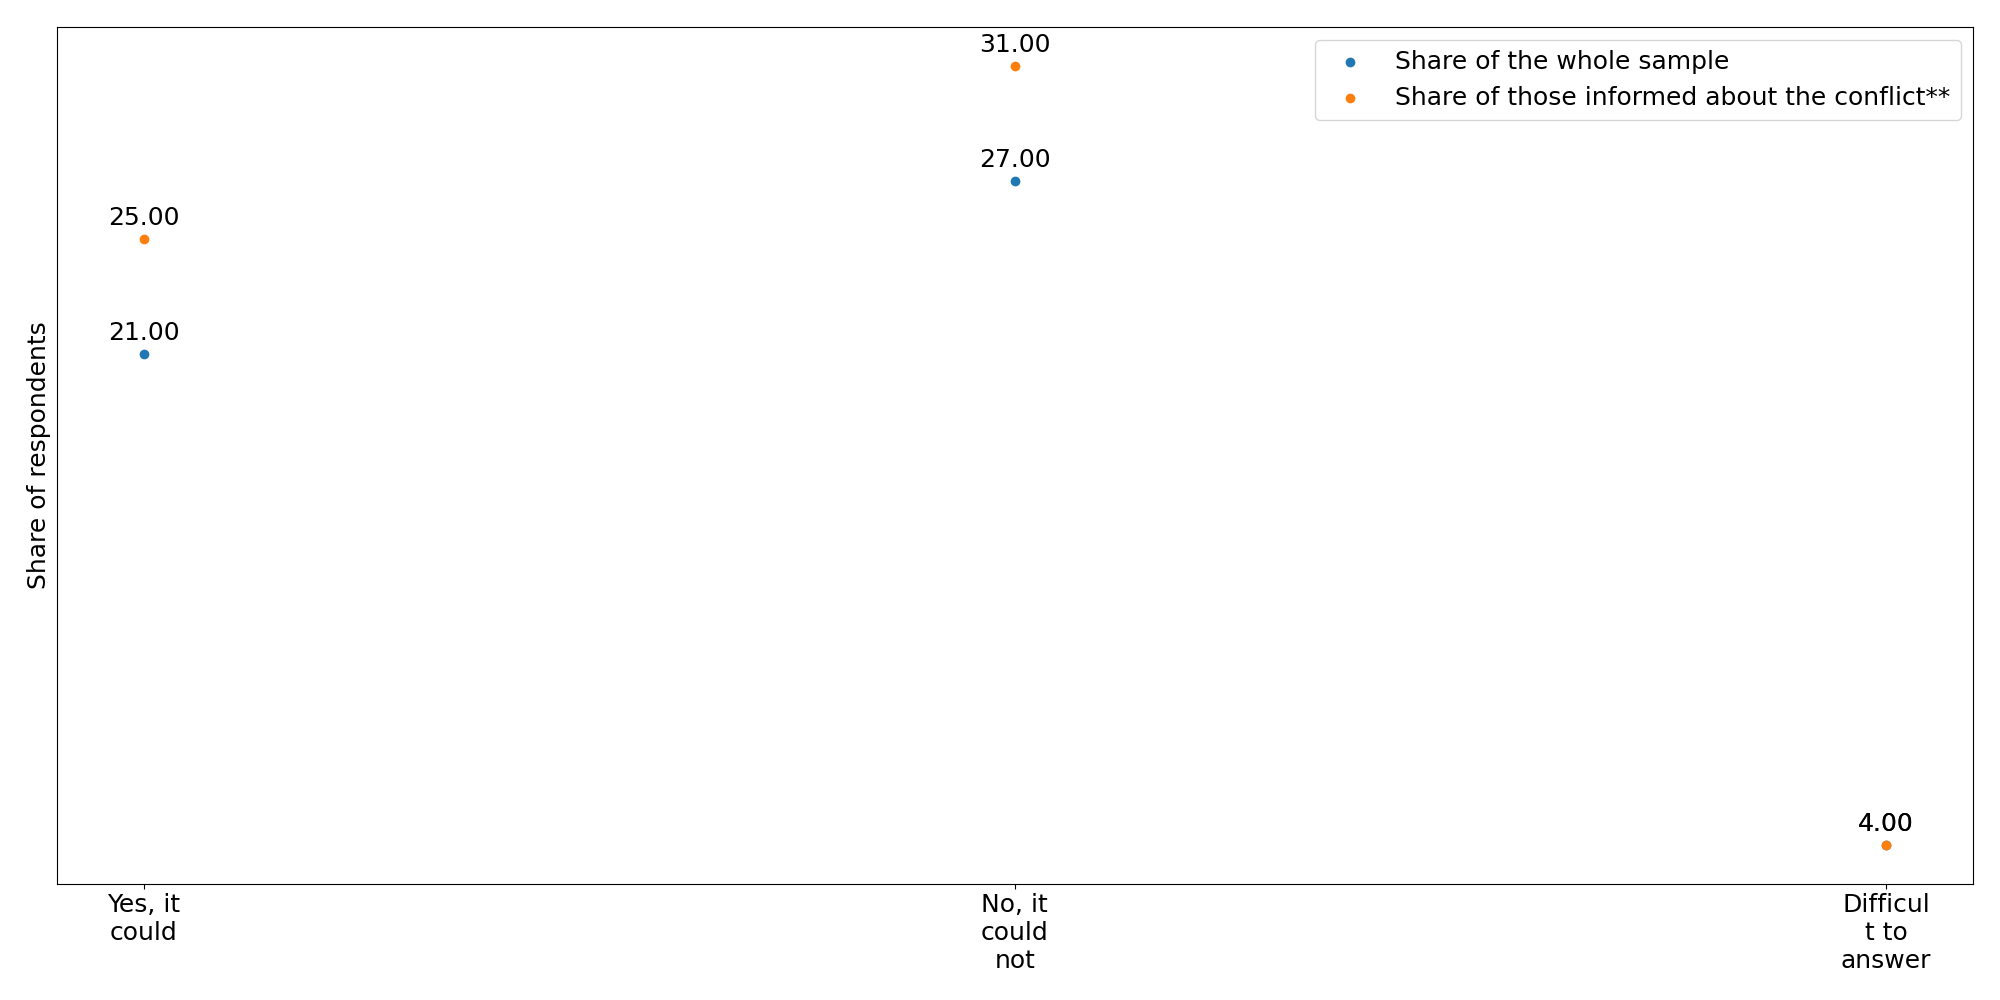 31.00
Share of the whole sample
Share of those informed about the conflict**
27.00
25.00
21.00
Share of respondents
4.00
Yes, it
could
No, it
could
not
Difficul
t to
answer